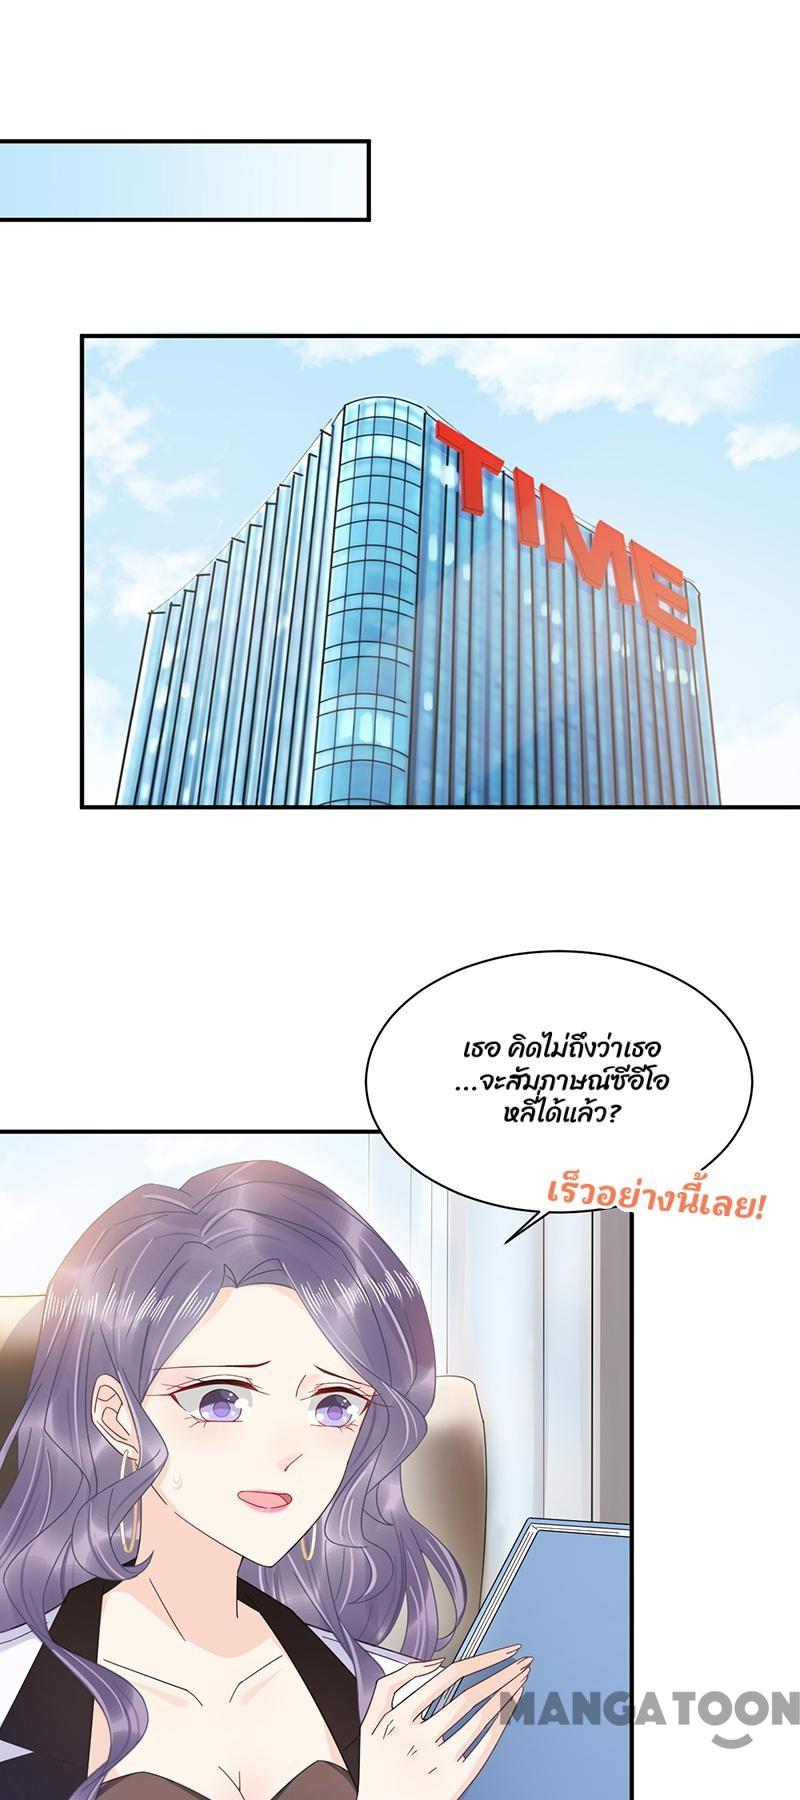 TIME
เธอ คิดไม่ถึงว่าเธอ
...จะสัมภาษณ์ซีอีโอ
หลี่ได้แล้ว?
เร็วอย่างนี้เลย!
MANGATOON